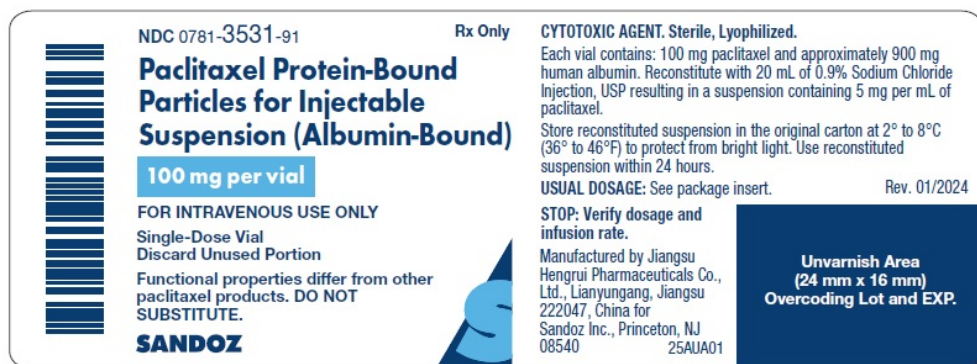 NDC 0781-3531-91 Rx Only
Paclitaxel Protein-Bound
Particles for Injectable
Suspension (Albumin-Bound)
100 mg per vial
FOR INTRAVENOUS USE ONLY
Single-Dose Vial
Discard Unused Portion
Functional properties differ from other
paclitaxel products. DO NOT
SUBSTITUTE.
SANDOZ
S
CYTOTOXIC AGENT. Sterile, Lyophilized.
Each vial contains: 100 mg paclitaxel and approximately 900 mg
human albumin. Reconstitute with 20 mL of 0.9% Sodium Chloride
Injection, USP resulting in a suspension containing 5 mg per mL of
paclitaxel.
Store reconstituted suspension in the original carton at 2° to 8°C
(36° to 46°F) to protect from bright light. Use reconstituted
suspension within 24 hours.
USUAL DOSAGE: See package insert. Rev. 01/2024
STOP: Verify dosage and
infusion rate.
Manufactured by Jiangsu
Hengrui Pharmaceuticals Co.,
Ltd., Lianyungang, Jiangsu
222047, China for
Sandoz Inc., Princeton, NJ
08540 25AUA01
Unvarnish Area
(24 mm x 16 mm)
Overcoding Lot and EXP.